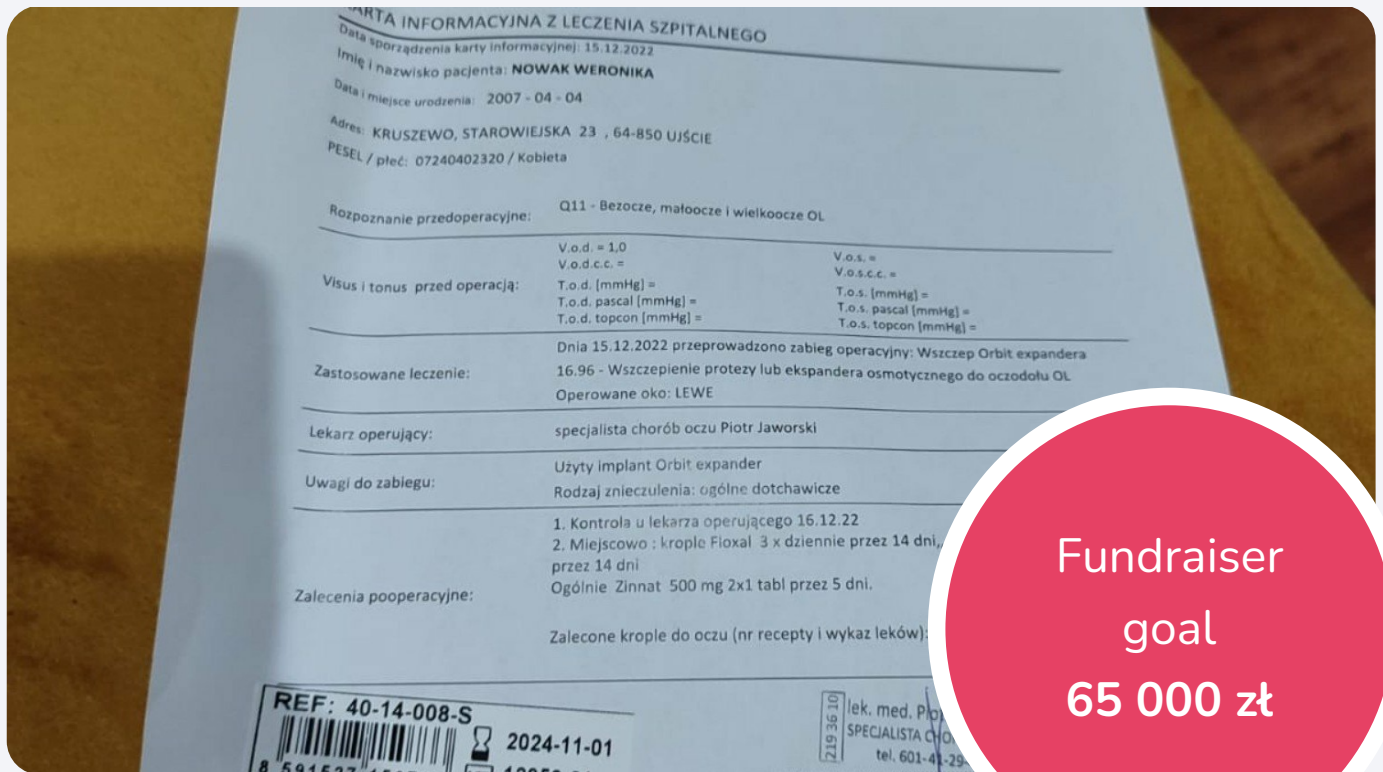 KARTA INFORMACYJNA Z LECZENIA SZPITALNEGO
Data sporządzenia karty informacyjnej: 15.12.2022
Imię i nazwisko pacjenta: NOWAK WERONIKA
Data i miejsce urodzenia: 2007 - 04 - 04
Adres: KRUSZEWO, STAROWIEJSKA 23 , 64-850 UJŚCIE
PESEL / płeć: 07240402320 / Kobieta
Rozpoznanie przedoperacyjne: Q11 - Bezocze, małoocze i wielkoocze OL
Visus i tonus przed operacją:
V.o.d. = 1,0 V.o.s. =
V.o.d.c.c. = V.o.s.c.c. =
T.o.d. [mmHg] = T.o.s. [mmHg] =
T.o.d. pascal [mmHg] = T.o.s. pascal [mmHg] =
T.o.d. topcon [mmHg] = T.o.s. topcon [mmHg] =
Zastosowane leczenie:
Dnia 15.12.2022 przeprowadzono zabieg operacyjny: Wszczep Orbit expandera
16.96 - Wszczepienie protezy lub ekspandera osmotycznego do oczodołu OL
Operowane oko: LEWE
Lekarz operujący: specjalista chorób oczu Piotr Jaworski
Uwagi do zabiegu:
Użyty implant Orbit expander
Rodzaj znieczulenia: ogólne dotchawicze
Zalecenia pooperacyjne:
1. Kontrola u lekarza operującego 16.12.22
2. Miejscowo : krople Floxal 3 x dziennie przez 14 dni,
przez 14 dni
Ogólnie Zinnat 500 mg 2x1 tabl przez 5 dni.
Zalecone krople do oczu (nr recepty i wykaz leków):
REF: 40-14-008-S
2024-11-01
219 36 10
lek. med.
SPECJALISTA
tel. 601-41-29
Fundraiser
goal
65 000 zł